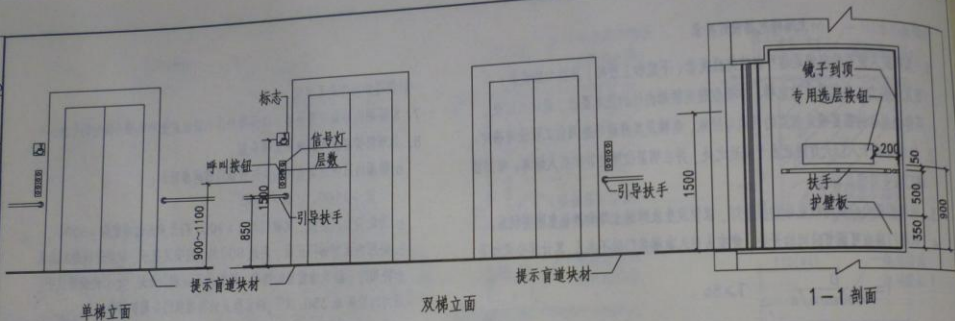 标志
信号灯
层数
呼叫按钮
1500
引导扶手
900~1100
850
提示盲道块材
单梯立面
引导扶手
1500
提示盲道块材
双梯立面
镜子到顶
专用选层按钮
200
50
扶手
500
护壁板
350
900
1-1剖面